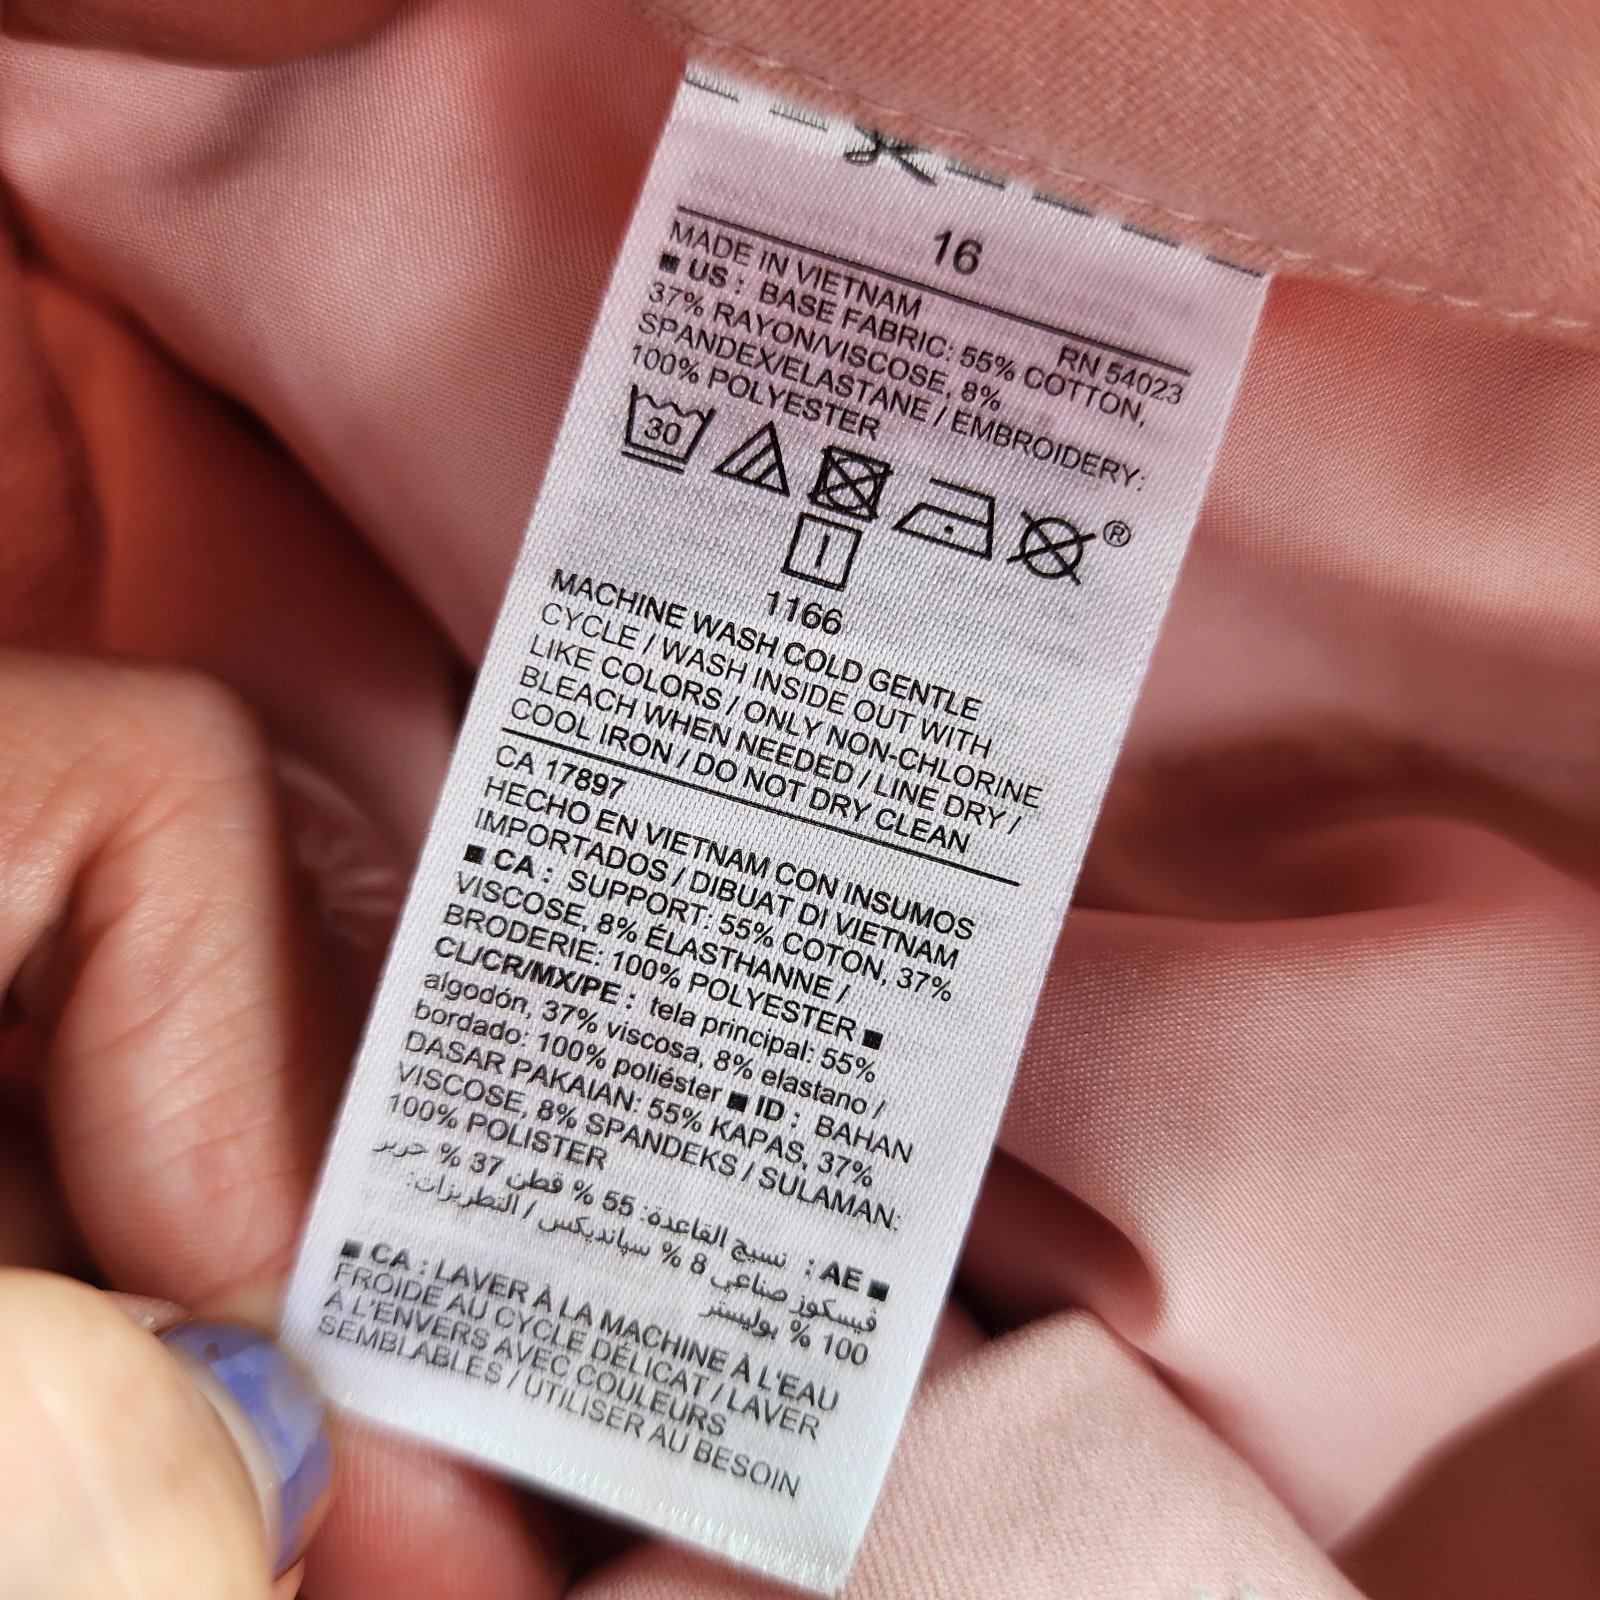 16
MADE IN VIETNAM
RN 54023
■ US : BASE FABRIC: 55% COTTON,
37% RAYON/VISCOSE, 8%
SPANDEX/ELASTANE / EMBROIDERY:
100% POLYESTER
30
®
1166
MACHINE WASH COLD GENTLE
CYCLE / WASH INSIDE OUT WITH
LIKE COLORS / ONLY NON-CHLORINE
BLEACH WHEN NEEDED / LINE DRY /
COOL IRON / DO NOT DRY CLEAN
CA 17897
HECHO EN VIETNAM CON INSUMOS
IMPORTADOS / DIBUAT DI VIETNAM
■ CA : SUPPORT: 55% COTON, 37%
VISCOSE, 8% ÉLASTHANNE /
BRODERIE: 100% POLYESTER ■
CL/CR/MX/PE : tela principal: 55%
algodón, 37% viscosa, 8% elastano /
bordado: 100% poliéster ■ ID : BAHAN
DASAR PAKAIAN: 55% KAPAS, 37%
VISCOSE, 8% SPANDEKS / SULAMAN:
100% POLISTER
■ AE : نسيج القاعدة: 55 % قطن 37 % حرير
فيسكوز صناعي 8 % سبانديكس / التطريزات:
100 % بوليستر
■ CA : LAVER À LA MACHINE À L'EAU
FROIDE AU CYCLE DÉLICAT / LAVER
À L'ENVERS AVEC COULEURS
SEMBLABLES / UTILISER AU BESOIN